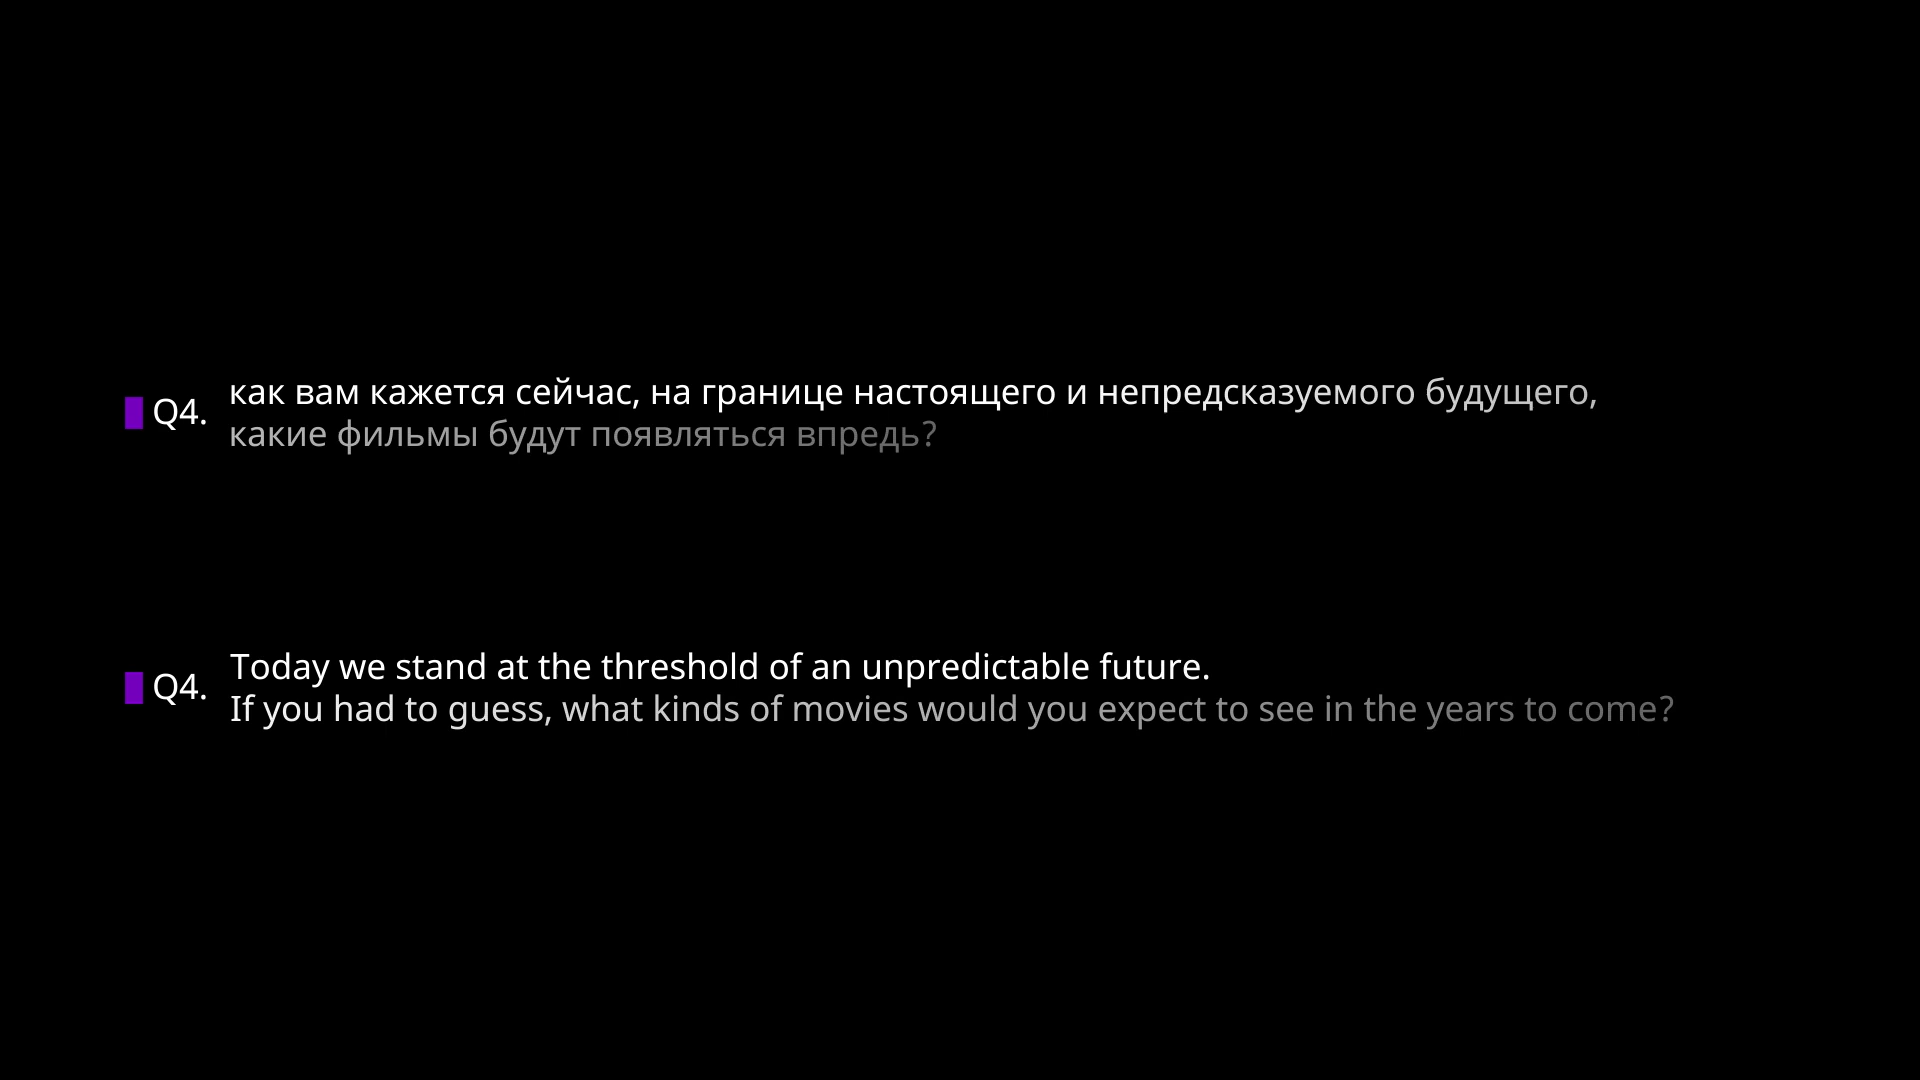 Q4. как вам кажется сейчас, на границе настоящего и непредсказуемого будущего,
какие фильмы будут появляться впредь?
Q4. Today we stand at the threshold of an unpredictable future.
If you had to guess, what kinds of movies would you expect to see in the years to come?